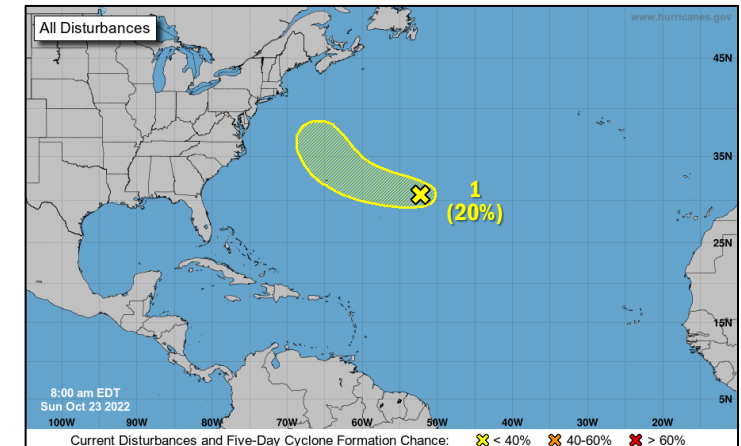 All Disturbances
www.hurricanes.gov
45N
35N
1
(20%)
25N
15N
8:00 am EDT
Sun Oct 23 2022
5N
100W 90W 80W 70W 60W 50W 40W 30W 20W
Current Disturbances and Five-Day Cyclone Formation Chance: < 40% 40-60% > 60%